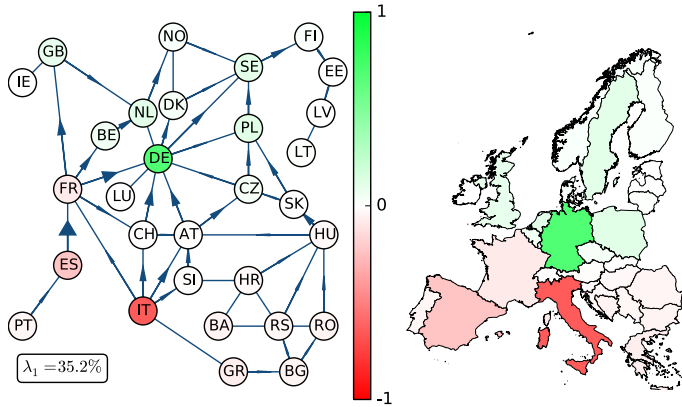 NO
FI
1
GB
SE
EE
IE
NL
DK
LV
BE
PL
LT
DE
FR
LU
CZ
SK
0
CH
AT
HU
ES
SI
HR
IT
PT
BA
RS
RO
λ₁ = 35.2%
GR
BG
-1